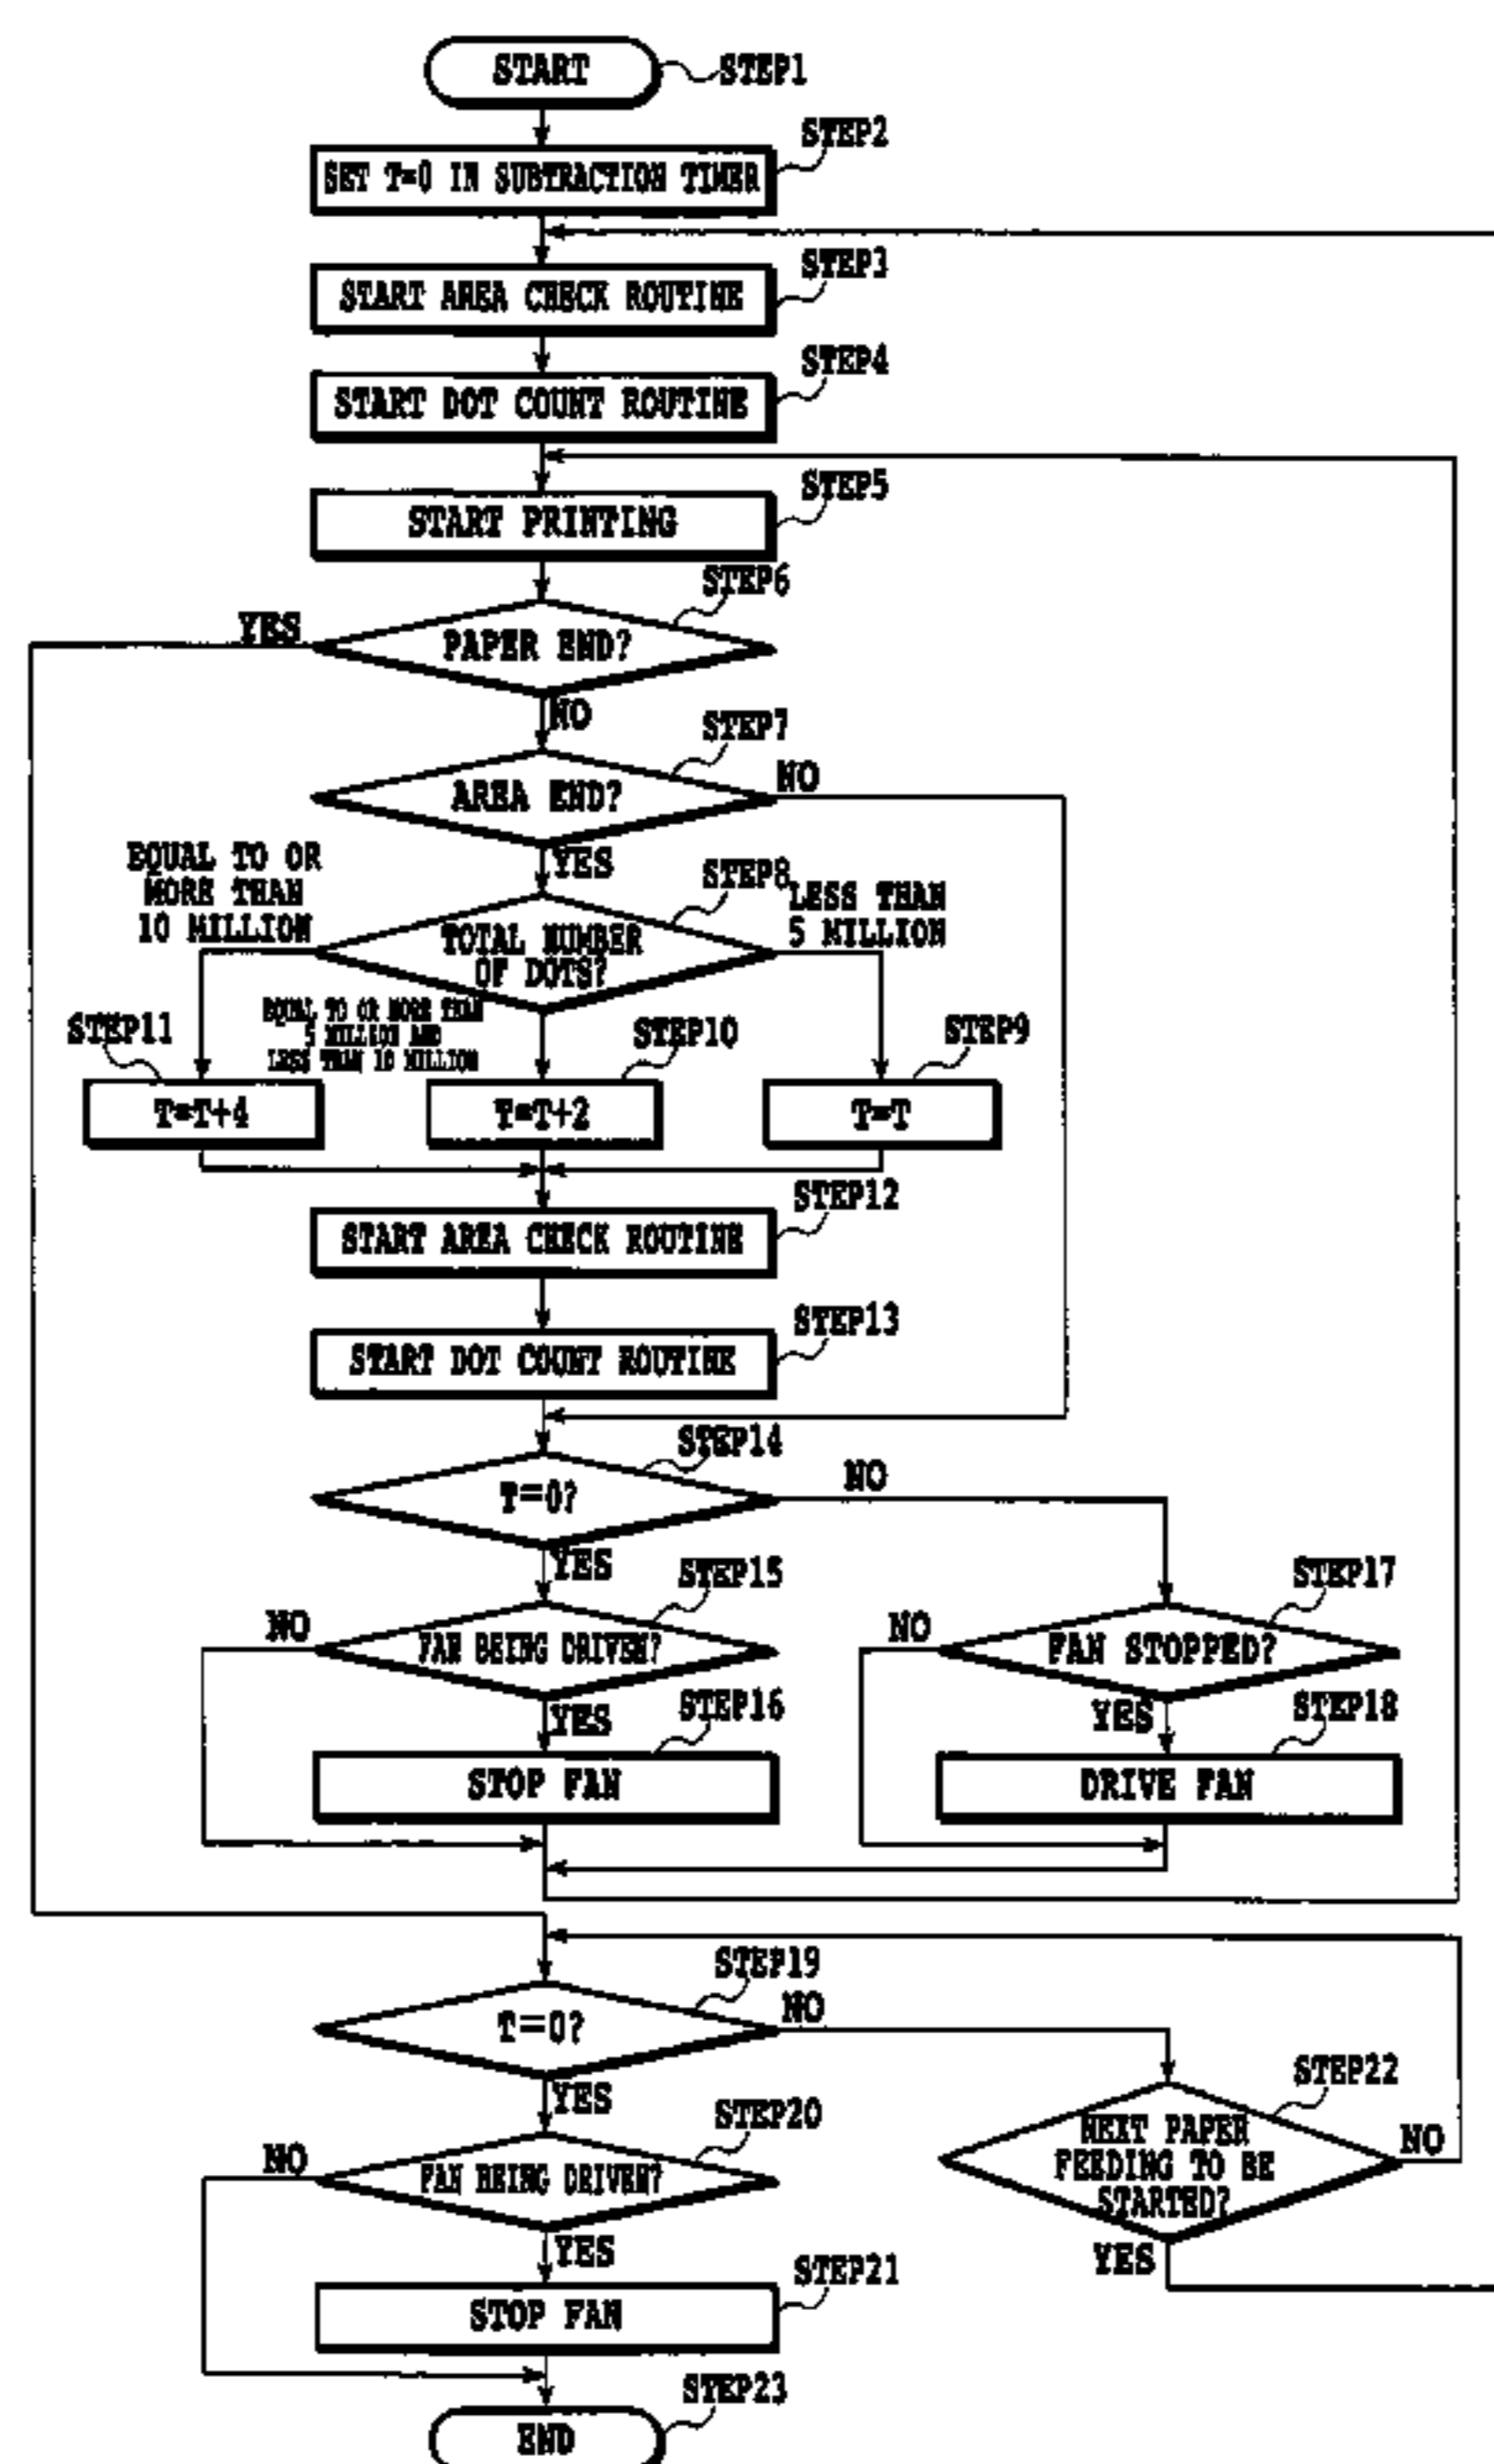 START
STEP1
STEP2
SET T=0 IN SUBTRACTION TIMER
STEP3
START AREA CHECK ROUTINE
STEP4
START DOT COUNT ROUTINE
STEP5
START PRINTING
STEP6
YES
PAPER END?
NO
STEP7
NO
AREA END?
YES
EQUAL TO OR
MORE THAN
10 MILLION
STEP8
LESS THAN
5 MILLION
TOTAL NUMBER
OF DOTS?
EQUAL TO OR MORE THAN
5 MILLION AND
LESS THAN 10 MILLION
STEP11
STEP10
STEP9
T=T+4
T=T+2
T=T
STEP12
START AREA CHECK ROUTINE
STEP13
START DOT COUNT ROUTINE
STEP14
NO
T=0?
YES
STEP15
STEP17
NO
FAN BEING DRIVEN?
NO
FAN STOPPED?
YES
STEP16
YES
STEP18
STOP FAN
DRIVE FAN
STEP19
NO
T=0?
YES
STEP22
STEP20
NEXT PAPER
FEEDING TO BE
STARTED?
NO
NO
FAN BEING DRIVEN?
YES
YES
STEP21
STOP FAN
STEP23
END